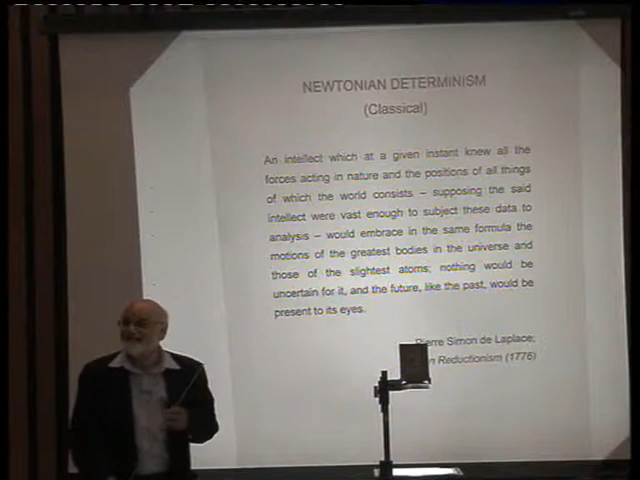 NEWTONIAN DETERMINISM
(Classical)
An intellect which at a given instant knew all the
forces acting in nature and the positions of all things
of which the world consists – supposing the said
intellect were vast enough to subject these data to
analysis – would embrace in the same formula the
motions of the greatest bodies in the universe and
those of the slightest atoms; nothing would be
uncertain for it, and the future, like the past, would be
present to its eyes.
Pierre Simon de Laplace;
n Reductionism (1776)